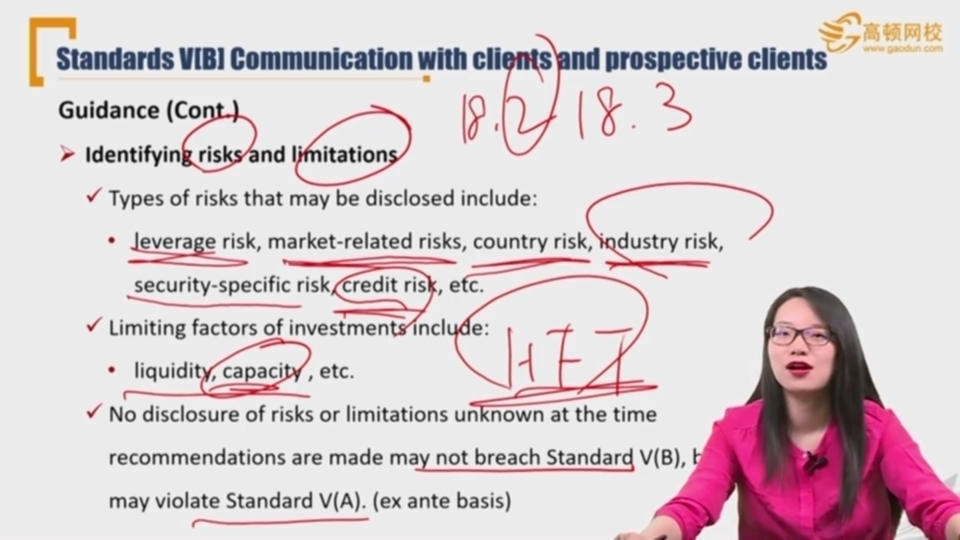 高顿网校
www.gaodun.com
Standards V[B] Communication with clients and prospective clients
Guidance (Cont.)
18.2 18.3
Identifying risks and limitations
Types of risks that may be disclosed include:
leverage risk, market-related risks, country risk, industry risk,
security-specific risk, credit risk, etc.
Limiting factors of investments include:
HFT
liquidity, capacity , etc.
No disclosure of risks or limitations unknown at the time
recommendations are made may not breach Standard V(B),
may violate Standard V(A). (ex ante basis)